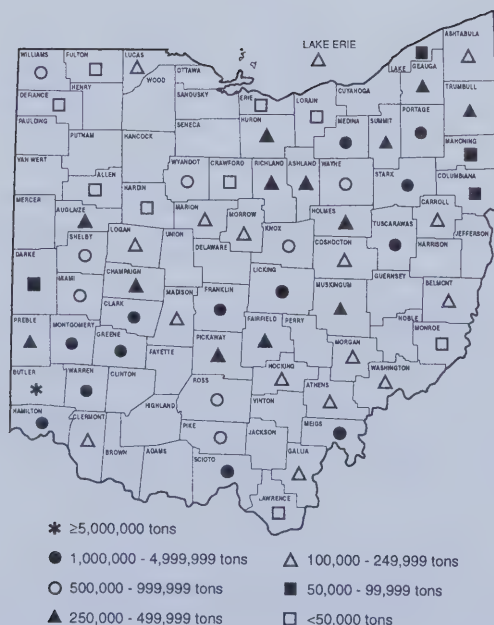 LAKE ERIE
ASHTABULA
WILLIAMS
FULTON
LUCAS
OTTAWA
LAKE
GEAUGA
WOOD
HENRY
SANDUSKY
ERIE
LORAIN
CUYAHOGA
TRUMBULL
DEFIANCE
PAULDING
PUTNAM
HANCOCK
SENECA
HURON
MEDINA
SUMMIT
PORTAGE
MAHONING
VAN WERT
ALLEN
WYANDOT
CRAWFORD
RICHLAND
ASHLAND
WAYNE
STARK
COLUMBIANA
MERCER
AUGLAIZE
HARDIN
MARION
MORROW
HOLMES
CARROLL
SHELBY
LOGAN
UNION
DELAWARE
KNOX
COSHOCTON
TUSCARAWAS
HARRISON
JEFFERSON
DARKE
MIAMI
CHAMPAIGN
CLARK
MADISON
FRANKLIN
LICKING
MUSKINGUM
GUERNSEY
BELMONT
PREBLE
MONTGOMERY
GREENE
FAYETTE
PICKAWAY
FAIRFIELD
PERRY
MORGAN
NOBLE
MONROE
BUTLER
WARREN
CLINTON
ROSS
HOCKING
ATHENS
WASHINGTON
HAMILTON
CLERMONT
HIGHLAND
VINTON
MEIGS
BROWN
ADAMS
PIKE
SCIOTO
JACKSON
GALLIA
LAWRENCE
≥5,000,000 tons
1,000,000 - 4,999,999 tons
100,000 - 249,999 tons
500,000 - 999,999 tons
50,000 - 99,999 tons
250,000 - 499,999 tons
<50,000 tons